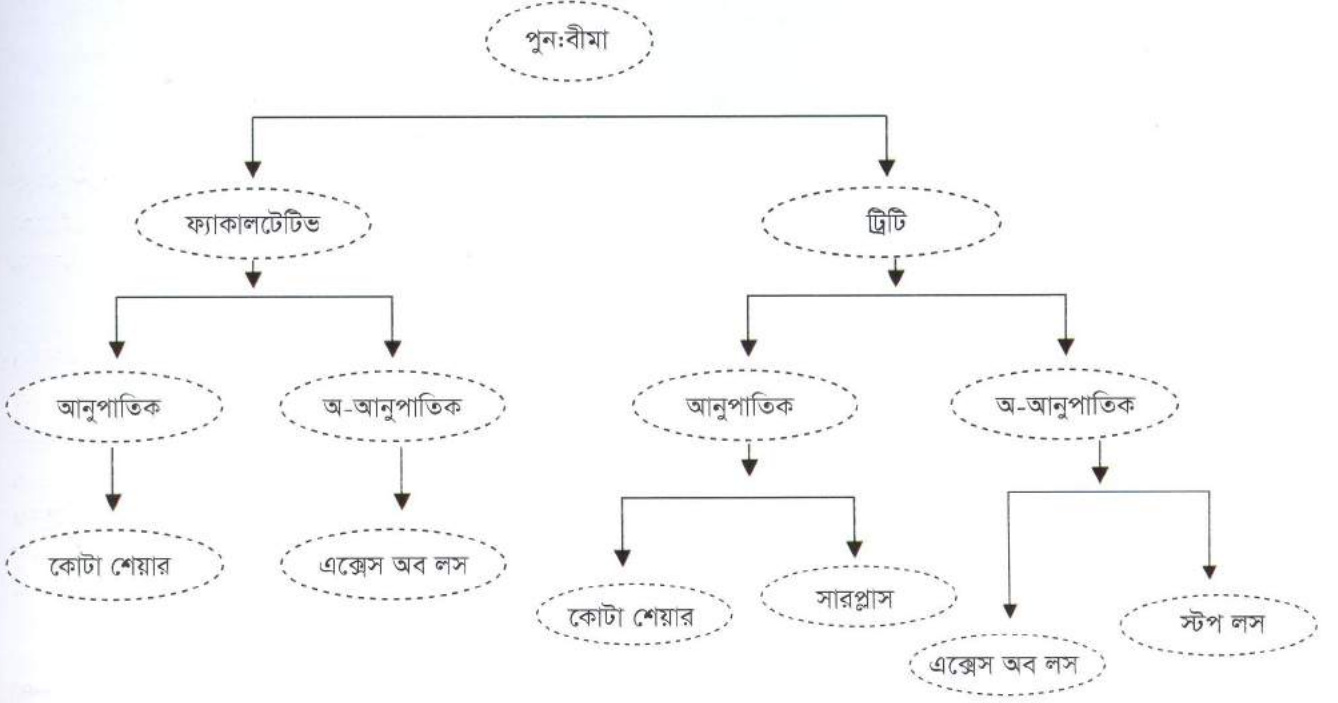 পুন:বীমা
ফ্যাকালটেটিভ
ট্রিটি
আনুপাতিক
অ-আনুপাতিক
আনুপাতিক
অ-আনুপাতিক
কোটা শেয়ার
এক্সেস অব লস
কোটা শেয়ার
সারপ্লাস
এক্সেস অব লস
স্টপ লস